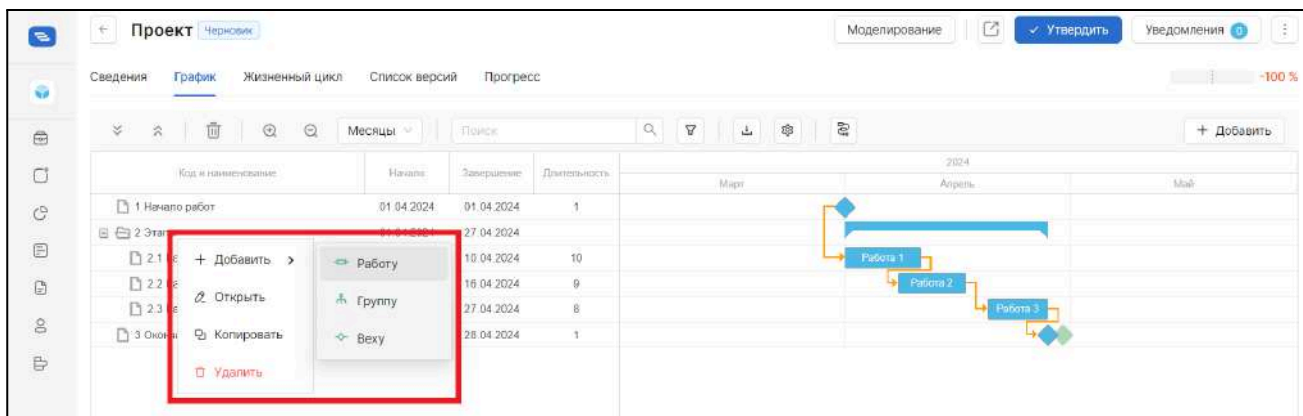 Проект Черновик Моделирование Утвердить Уведомления 0
Сведения График Жизненный цикл Список версий Прогресс -100 %
Месяцы Поиск + Добавить
Код и наименование Начало Завершение Длительность 2024
Март Апрель Май
1 Начало работ 01.04.2024 01.04.2024 1
2 Этап 01.04.2024 27.04.2024
2.1 10.04.2024 10 Работа 1
+ Добавить > Работу
2.2 16.04.2024 9 Работа 2
Открыть Группу
2.3 27.04.2024 8 Работа 3
3 28.04.2024 1
Копировать Веху
Удалить